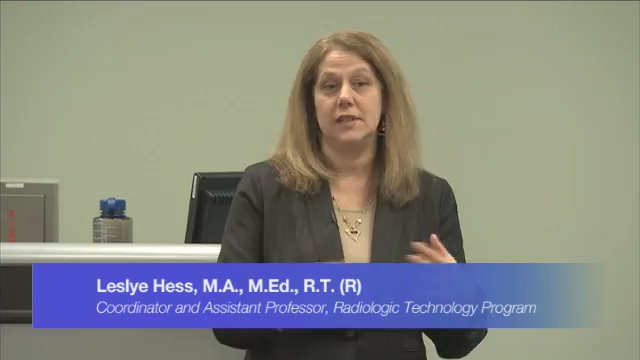 Leslye Hess, M.A., M.Ed., R.T. (R)
Coordinator and Assistant Professor, Radiologic Technology Program